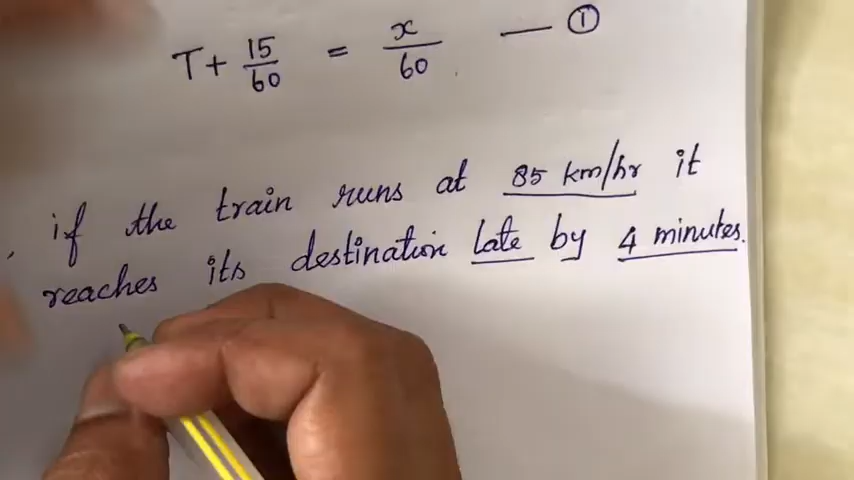 T + 15/60 = x/60 — ①
if the train runs at 85 km/hr it
reaches its destination late by 4 minutes.